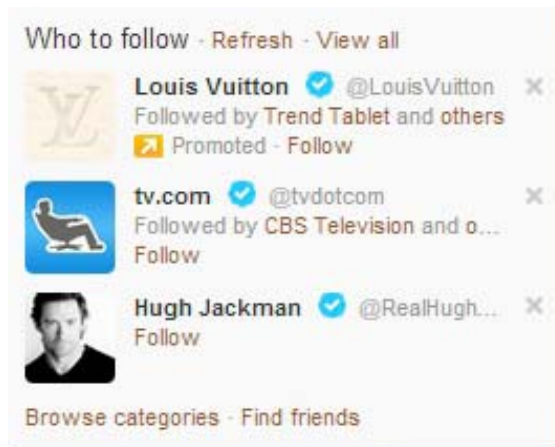 Who to follow · Refresh · View all
Louis Vuitton @LouisVuitton
Followed by Trend Tablet and others
Promoted · Follow
tv.com @tvdotcom
Followed by CBS Television and o...
Follow
Hugh Jackman @RealHugh...
Follow
Browse categories · Find friends